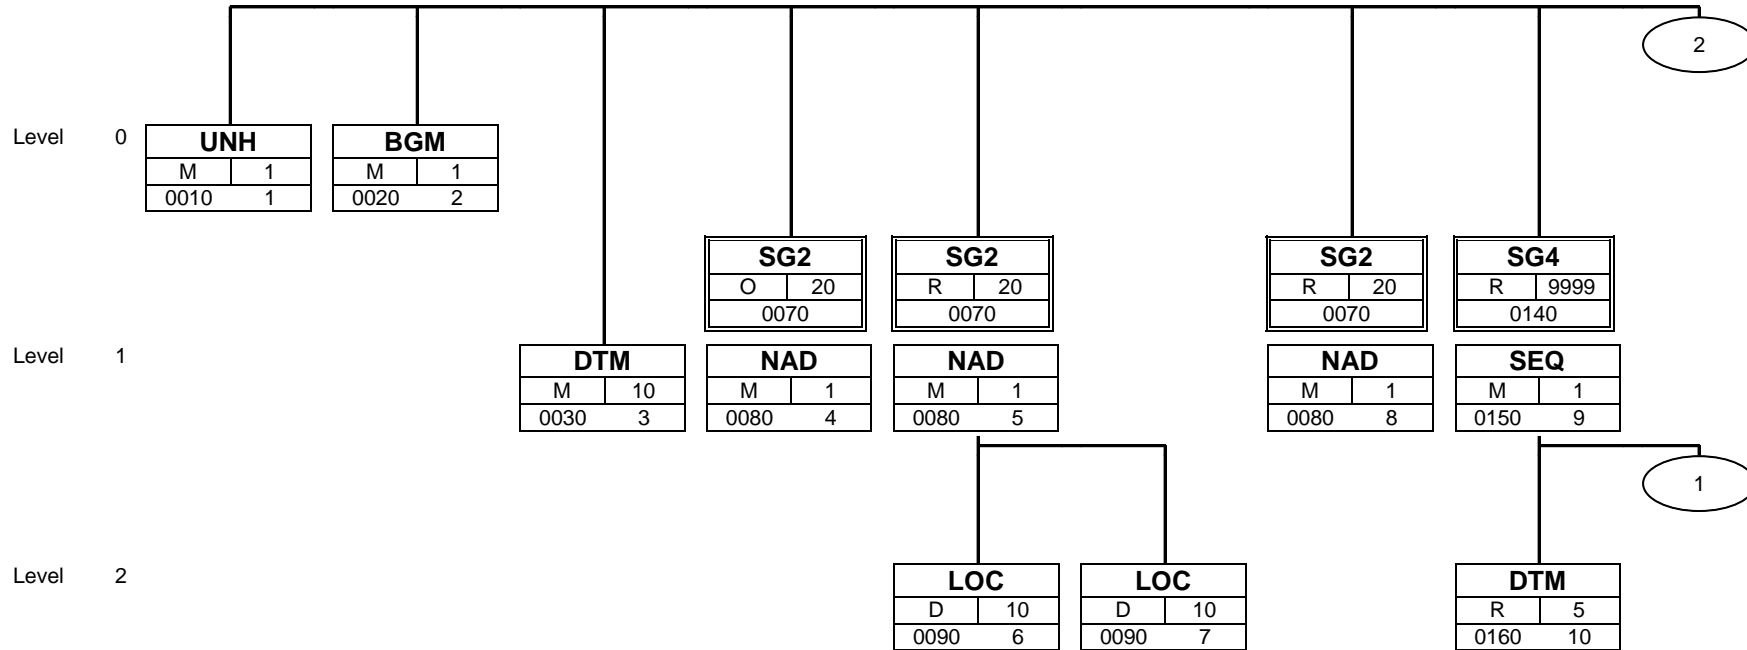 2
Level 0
UNH
M 1
0010 1
BGM
M 1
0020 2
SG2
O 20
0070
SG2
R 20
0070
SG2
R 20
0070
SG4
R 9999
0140
Level 1
DTM
M 10
0030 3
NAD
M 1
0080 4
NAD
M 1
0080 5
NAD
M 1
0080 8
SEQ
M 1
0150 9
1
Level 2
LOC
D 10
0090 6
LOC
D 10
0090 7
DTM
R 5
0160 10